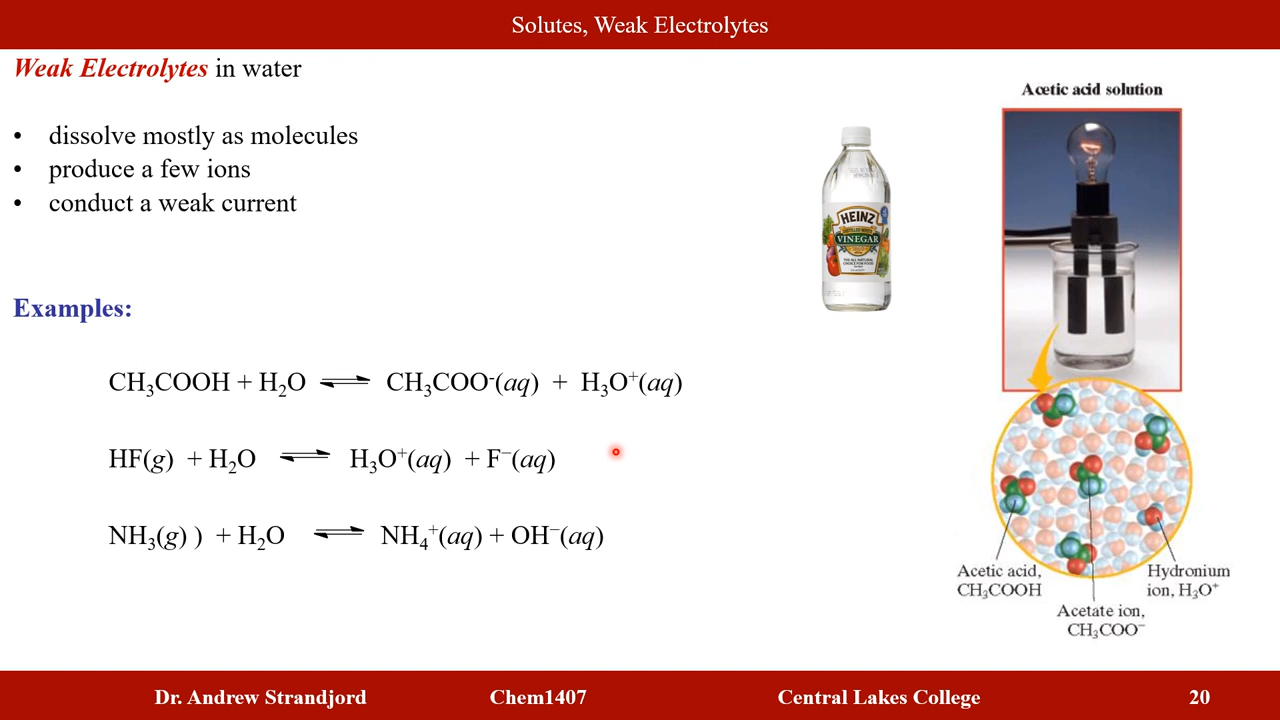 Solutes, Weak Electrolytes
Weak Electrolytes in water
• dissolve mostly as molecules
• produce a few ions
• conduct a weak current
Examples:
CH₃COOH + H₂O ⇌ CH₃COO⁻(aq) + H₃O⁺(aq)
HF(g) + H₂O ⇌ H₃O⁺(aq) + F⁻(aq)
NH₃(g) ) + H₂O ⇌ NH₄⁺(aq) + OH⁻(aq)
HEINZ
VINEGAR
Acetic acid solution
Acetic acid,
CH₃COOH
Acetate ion,
CH₃COO⁻
Hydronium
ion, H₃O⁺
Dr. Andrew Strandjord Chem1407 Central Lakes College 20